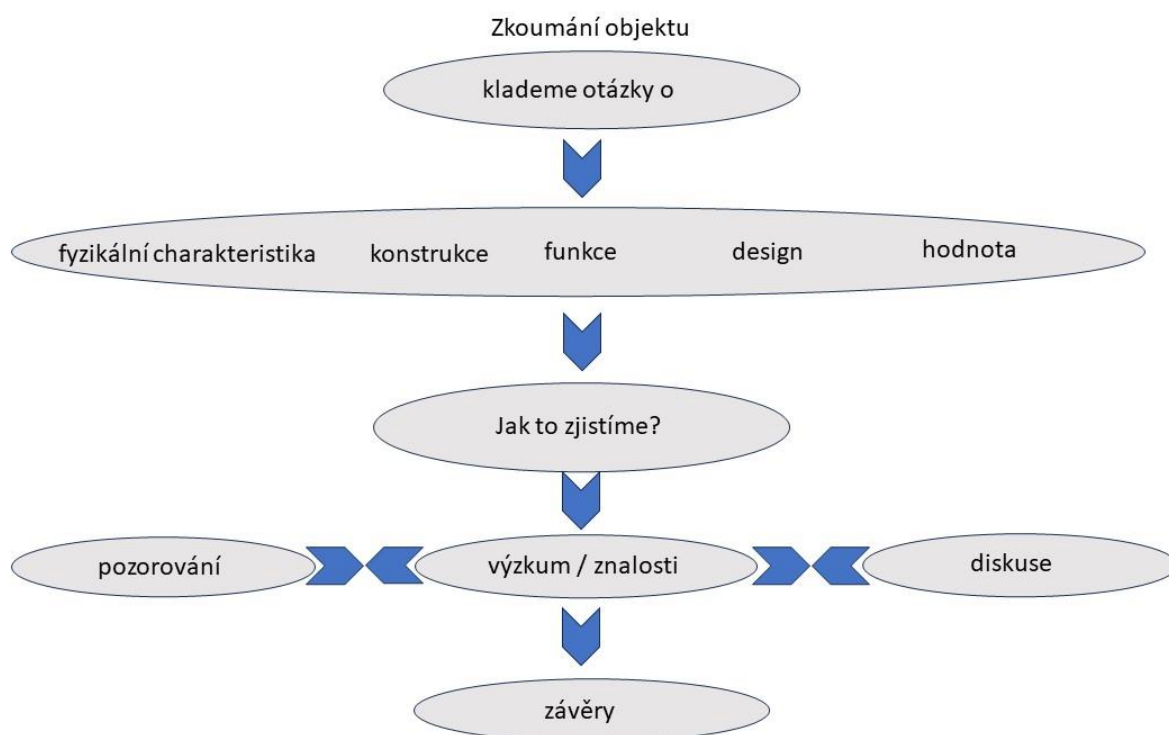 Zkoumání objektu
klademe otázky o
fyzikální charakteristika konstrukce funkce design hodnota
Jak to zjistíme?
pozorování výzkum / znalosti diskuse
závěry